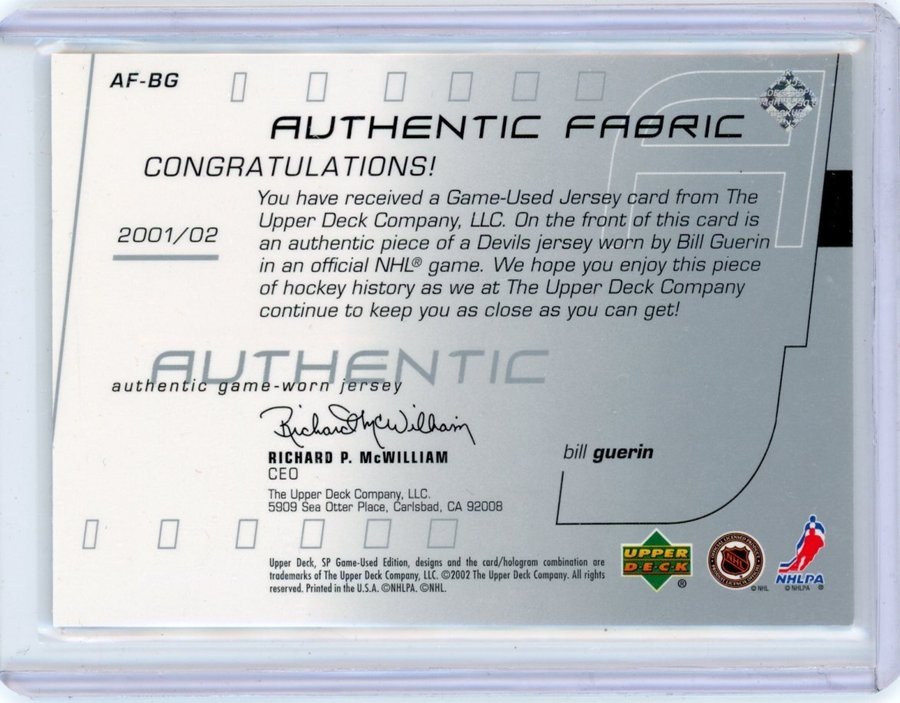 AF-BG
AUTHENTIC FABRIC
CONGRATULATIONS!
You have received a Game-Used Jersey card from The
Upper Deck Company, LLC. On the front of this card is
2001/02
an authentic piece of a Devils jersey worn by Bill Guerin
in an official NHL® game. We hope you enjoy this piece
of hockey history as we at The Upper Deck Company
continue to keep you as close as you can get!
AUTHENTIC
authentic game-worn jersey
Richard McWilliam
RICHARD P. McWILLIAM
CEO
bill guerin
The Upper Deck Company, LLC.
5909 Sea Otter Place, Carlsbad, CA 92008
Upper Deck, SP Game-Used Edition, designs and the card/hologram combination are
trademarks of The Upper Deck Company, LLC. ©2002 The Upper Deck Company. All rights
reserved. Printed in the U.S.A. ©NHLPA. ©NHL.
UPPER
DECK
®
NHL
© NHL
NHLPA
© NHLPA ®